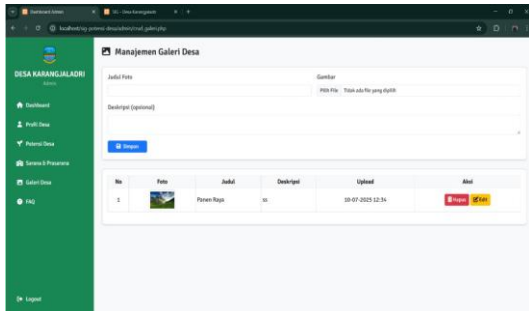 Dashboard Admin
SIG - Desa Karangjaladri
localhost/sig-potensi-desa/admin/crud_galeri.php
DESA KARANGJALADRI
Admin
Dashboard
Profil Desa
Potensi Desa
Sarana & Prasarana
Galeri Desa
FAQ
Logout
Manajemen Galeri Desa
Judul Foto
Gambar
Pilih File Tidak ada file yang dipilih
Deskripsi (opsional)
Simpan
No Foto Judul Deskripsi Upload Aksi
1 Panen Raya ss 19-07-2025 12:34 Hapus Edit